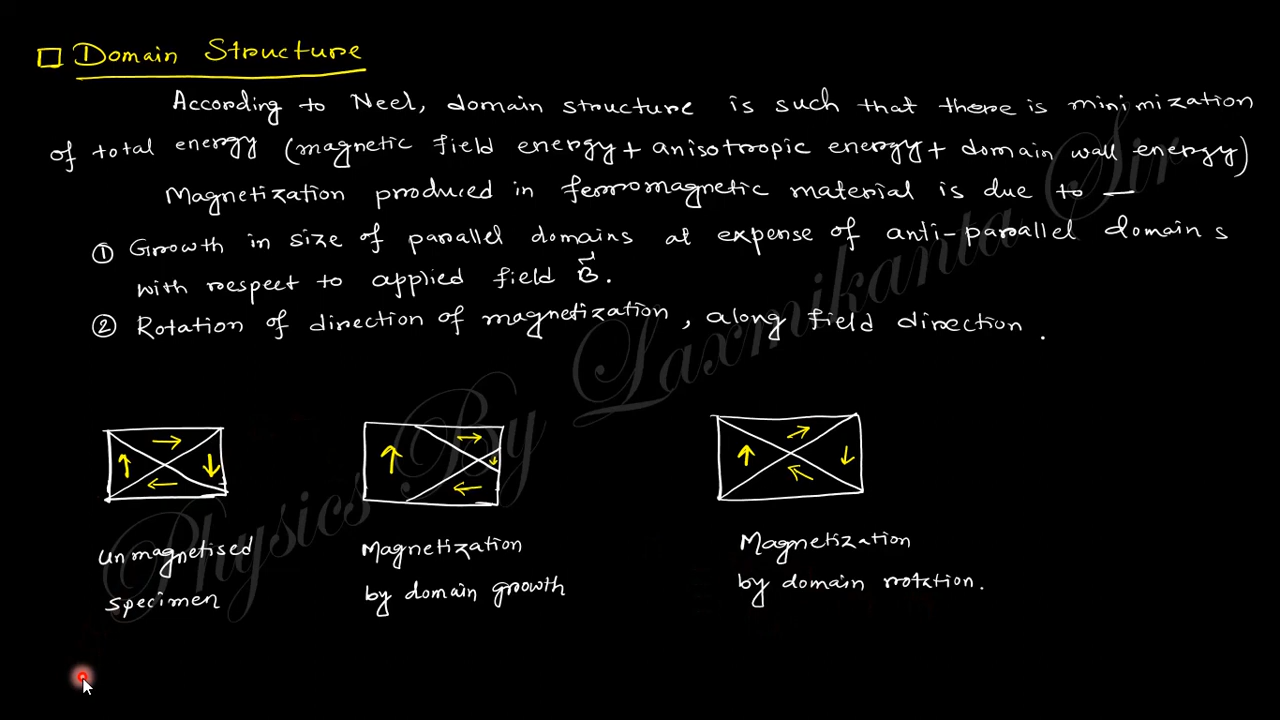 Domain Structure
According to Neel, domain structure is such that there is minimization
of total energy (magnetic field energy + anisotropic energy + domain wall energy)
Magnetization produced in ferromagnetic material is due to —
① Growth in size of parallel domains at expense of anti-parallel domains
with respect to applied field B⃗.
② Rotation of direction of magnetization, along field direction.
Unmagnetised
specimen
Magnetization
by domain growth
Magnetization
by domain rotation.
Physics By Laxmikanta Sir